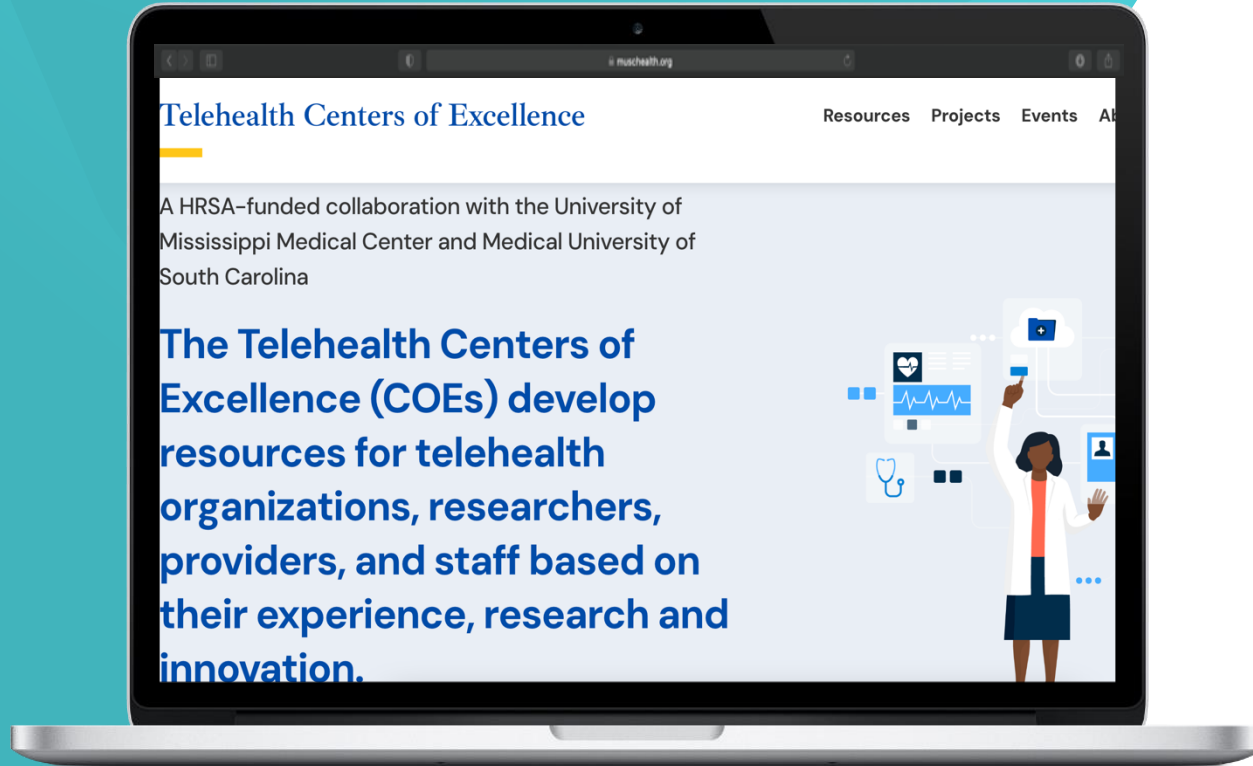 muschealth.org
Telehealth Centers of Excellence
Resources Projects Events
A HRSA-funded collaboration with the University of
Mississippi Medical Center and Medical University of
South Carolina
The Telehealth Centers of
Excellence (COEs) develop
resources for telehealth
organizations, researchers,
providers, and staff based on
their experience, research and
innovation.